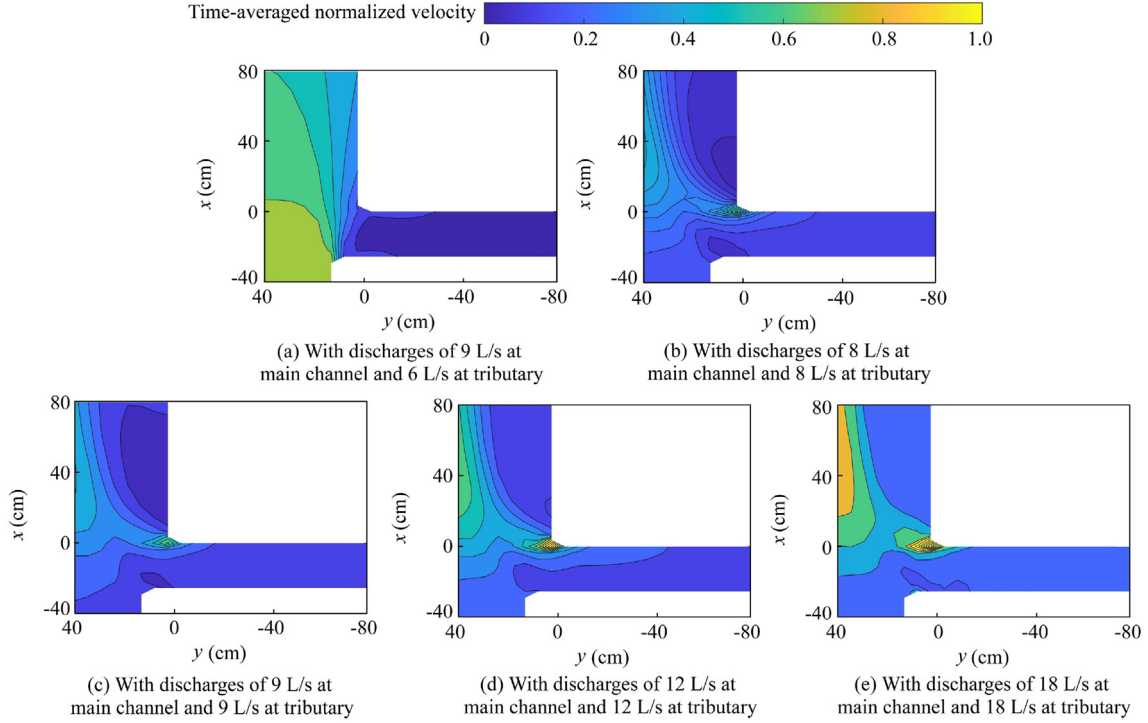 Time-averaged normalized velocity
0 0.2 0.4 0.6 0.8 1.0
80
40
0
-40
x (cm)
40 0 -40 -80
y (cm)
(a) With discharges of 9 L/s at
main channel and 6 L/s at tributary
80
40
0
-40
x (cm)
40 0 -40 -80
y (cm)
(b) With discharges of 8 L/s at
main channel and 8 L/s at tributary
80
40
0
-40
x (cm)
40 0 -40 -80
y (cm)
(c) With discharges of 9 L/s at
main channel and 9 L/s at tributary
80
40
0
-40
x (cm)
40 0 -40 -80
y (cm)
(d) With discharges of 12 L/s at
main channel and 12 L/s at tributary
80
40
0
-40
x (cm)
40 0 -40 -80
y (cm)
(e) With discharges of 18 L/s at
main channel and 18 L/s at tributary